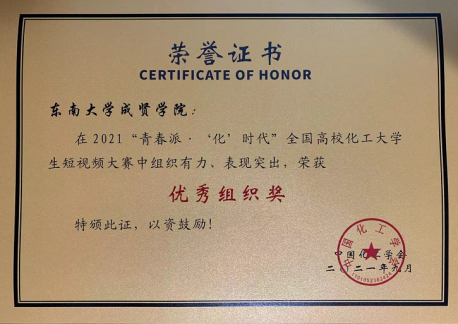 荣誉证书
CERTIFICATE OF HONOR
东南大学成贤学院：
在2021“青春派·‘化’时代”全国高校化工大学
生短视频大赛中组织有力、表现突出，荣获
优秀组织奖
特颁此证，以资鼓励！
中国化工学会
二〇二一年九月